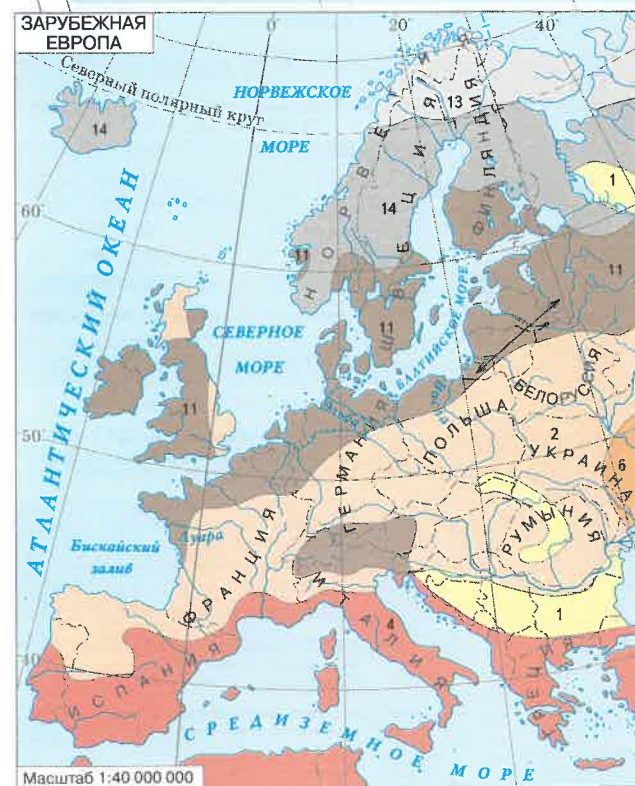 ЗАРУБЕЖНАЯ
ЕВРОПА
0
20
40
Северный полярный круг
НОРВЕЖСКОЕ
МОРЕ
14
13
НОРВЕГИЯ
ШВЕЦИЯ
ФИНЛЯНДИЯ
1
14
60
11
11
11
АТЛАНТИЧЕСКИЙ ОКЕАН
СЕВЕРНОЕ
МОРЕ
БАЛТИЙСКОЕ МОРЕ
11
БЕЛОРУССИЯ
ПОЛЬША
2
УКРАИНА
6
50
ГЕРМАНИЯ
Бискайский
залив
Луара
ФРАНЦИЯ
РУМЫНИЯ
1
ИТАЛИЯ
4
ИСПАНИЯ
ГРЕЦИЯ
40
СРЕДИЗЕМНОЕ МОРЕ
Масштаб 1:40 000 000